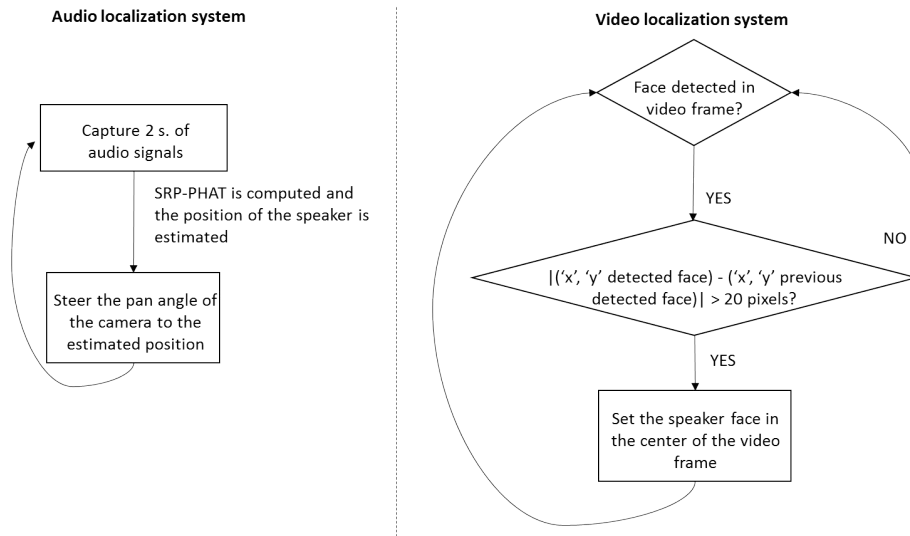 Audio localization system
Capture 2 s. of
audio signals
SRP-PHAT is computed and
the position of the speaker is
estimated
Steer the pan angle of
the camera to the
estimated position
Video localization system
Face detected in
video frame?
YES
NO
|(‘x’, ‘y’ detected face) - (‘x’, ‘y’ previous
detected face)| > 20 pixels?
YES
Set the speaker face in
the center of the video
frame